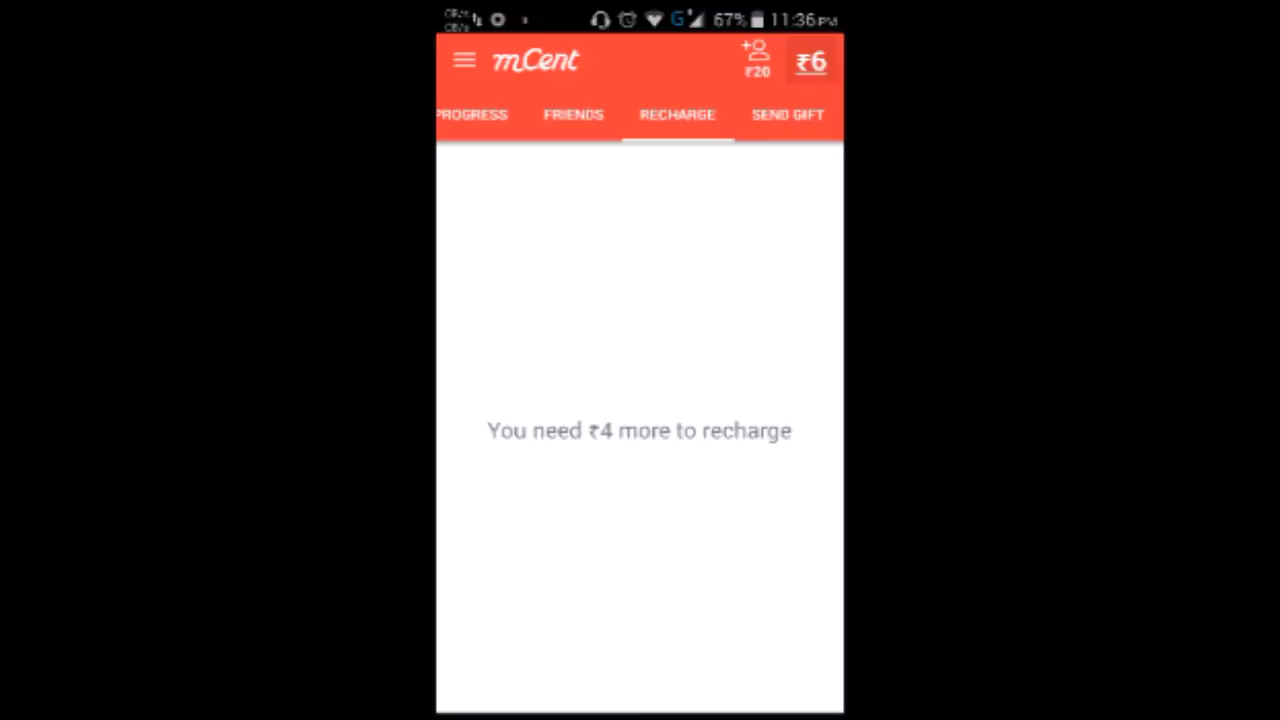 67% 11:36 PM
mCent
₹20
₹6
PROGRESS FRIENDS RECHARGE SEND GIFT
You need ₹4 more to recharge